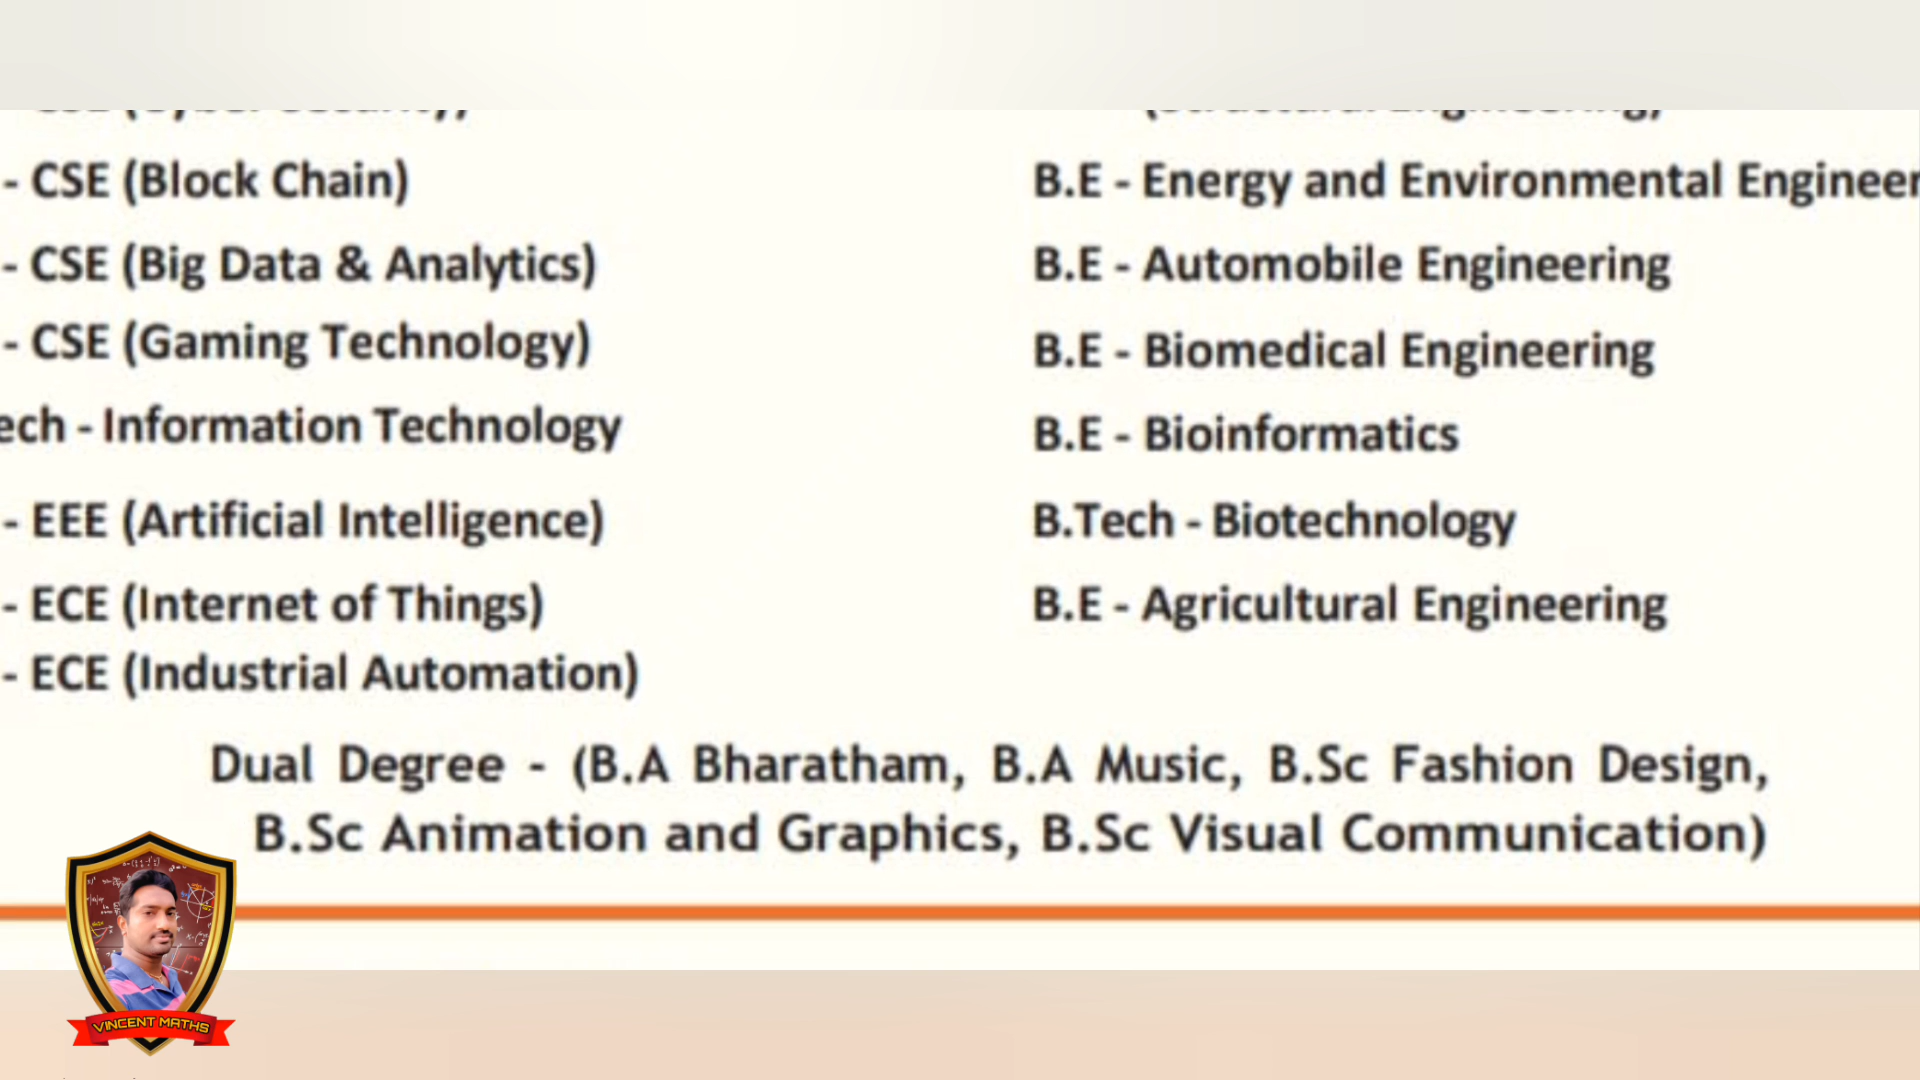 - CSE (Block Chain)
- CSE (Big Data & Analytics)
- CSE (Gaming Technology)
ech - Information Technology
- EEE (Artificial Intelligence)
- ECE (Internet of Things)
- ECE (Industrial Automation)
B.E - Energy and Environmental Engineer
B.E - Automobile Engineering
B.E - Biomedical Engineering
B.E - Bioinformatics
B.Tech - Biotechnology
B.E - Agricultural Engineering
Dual Degree - (B.A Bharatham, B.A Music, B.Sc Fashion Design,
B.Sc Animation and Graphics, B.Sc Visual Communication)
VINCENT MATHS